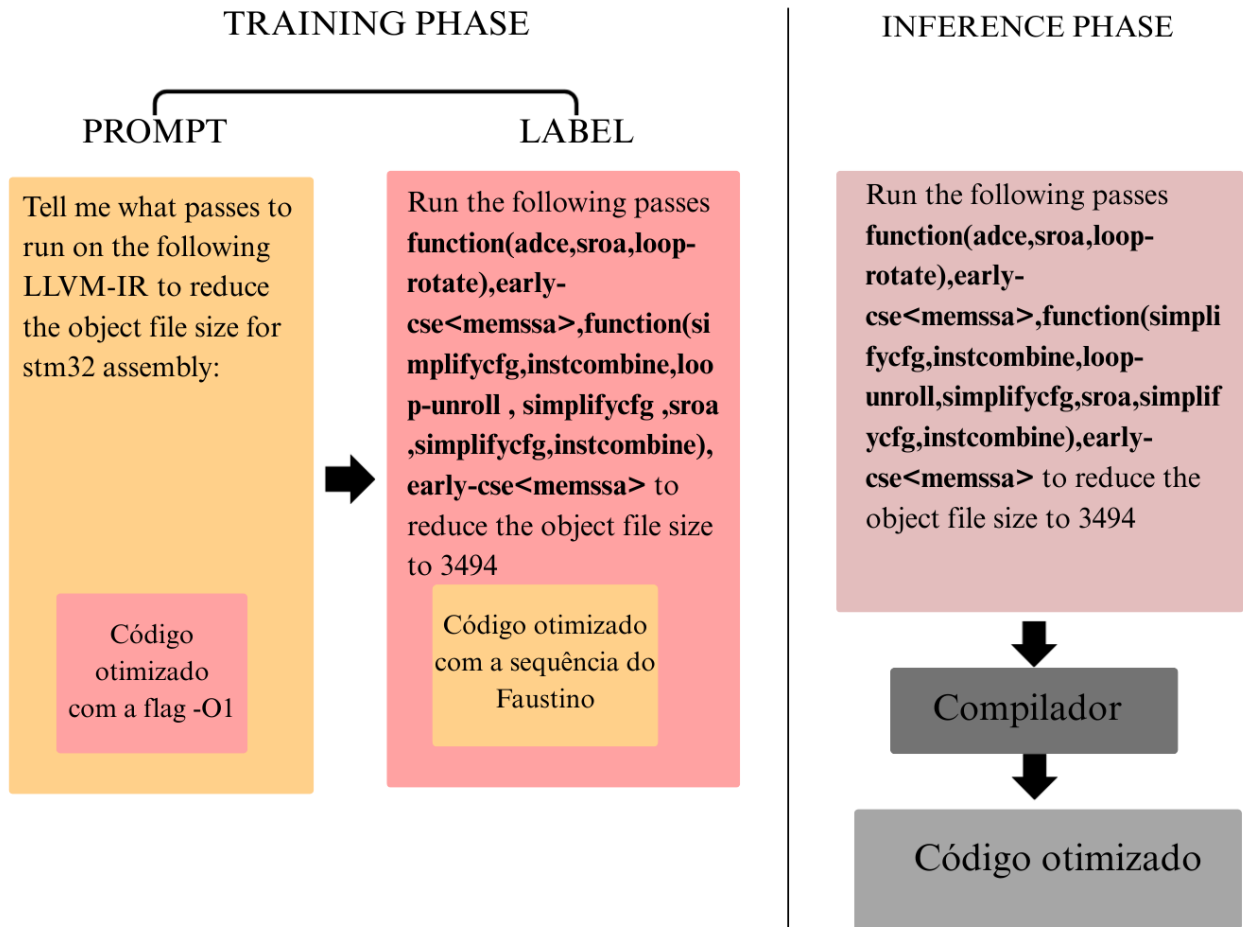 TRAINING PHASE
PROMPT
LABEL
Tell me what passes to
run on the following
LLVM-IR to reduce
the object file size for
stm32 assembly:
Código
otimizado
com a flag -O1
Run the following passes
function(adce,sroa,loop-
rotate),early-
cse<memssa>,function(si
mplifycfg,instcombine,loo
p-unroll , simplifycfg ,sroa
,simplifycfg,instcombine),
early-cse<memssa> to
reduce the object file size
to 3494
Código otimizado
com a sequência do
Faustino
INFERENCE PHASE
Run the following passes
function(adce,sroa,loop-
rotate),early-
cse<memssa>,function(simpli
fycfg,instcombine,loop-
unroll,simplifycfg,sroa,simplif
ycfg,instcombine),early-
cse<memssa> to reduce the
object file size to 3494
Compilador
Código otimizado